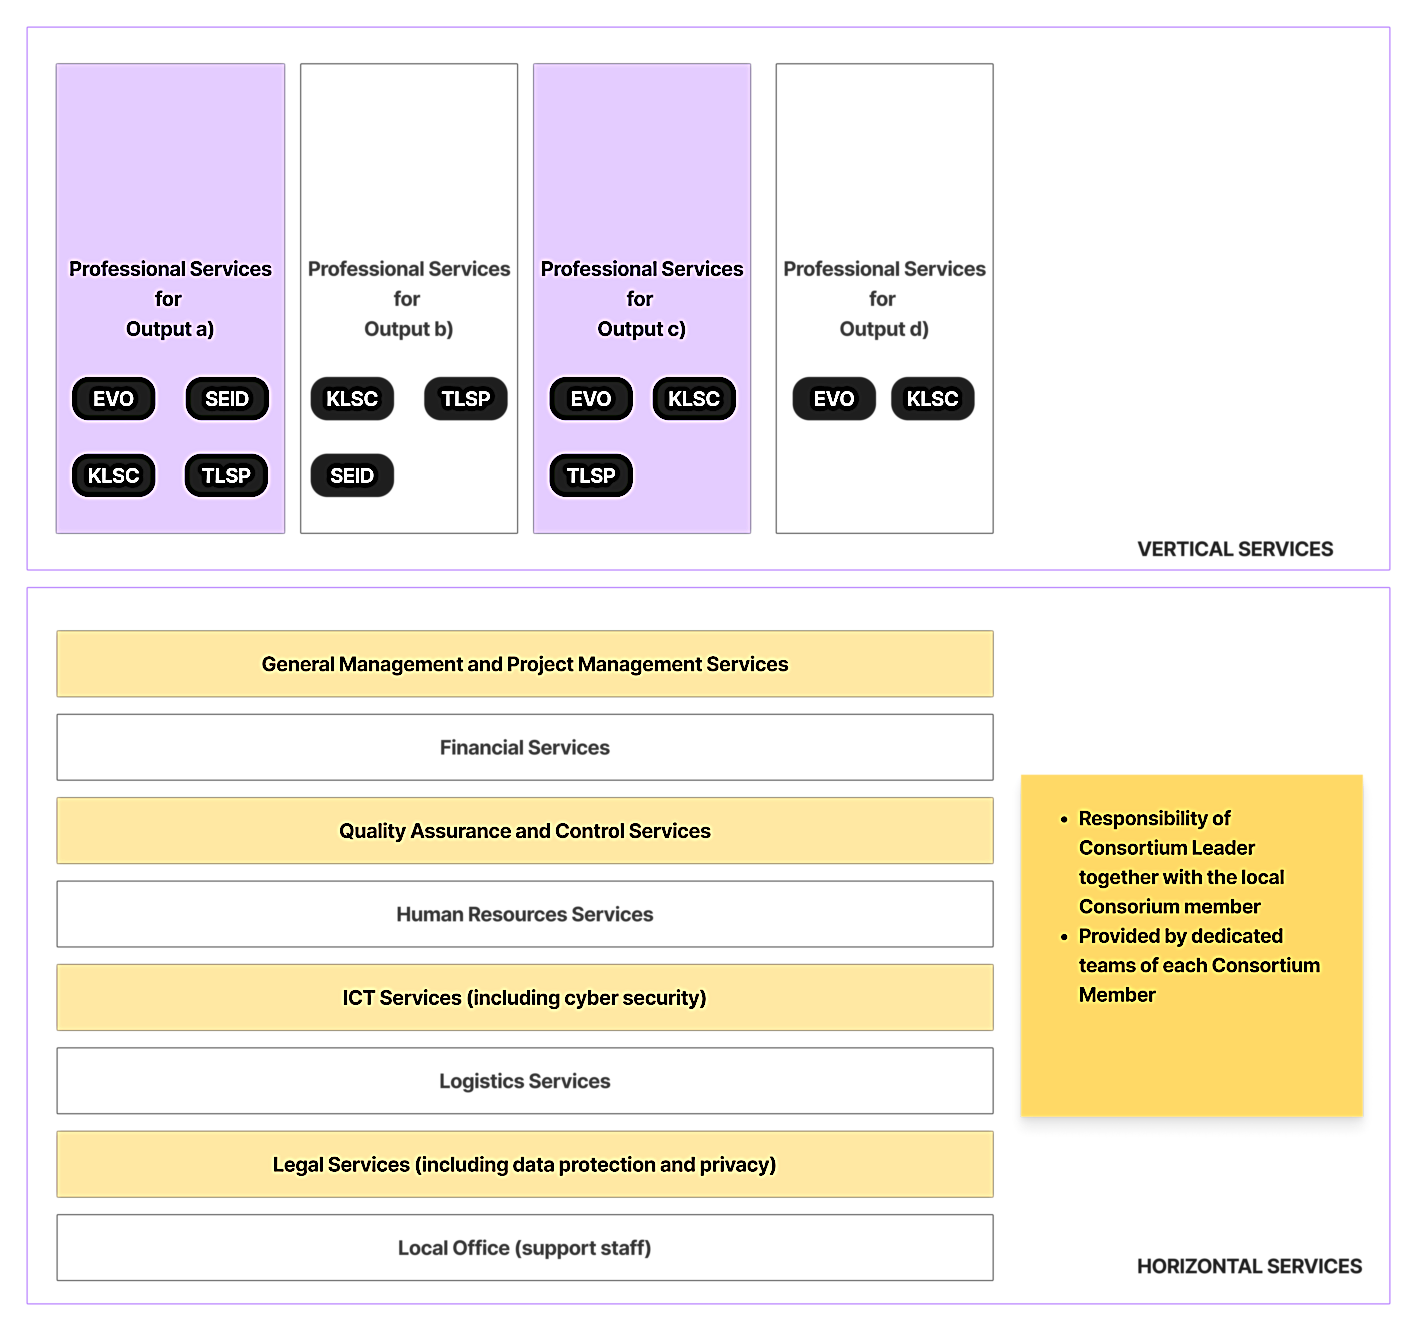 Professional Services
for
Output a)
EVO SEID
KLSC TLSP
Professional Services
for
Output b)
KLSC TLSP
SEID
Professional Services
for
Output c)
EVO KLSC
TLSP
Professional Services
for
Output d)
EVO KLSC
VERTICAL SERVICES
General Management and Project Management Services
Financial Services
Quality Assurance and Control Services
Human Resources Services
ICT Services (including cyber security)
Logistics Services
Legal Services (including data protection and privacy)
Local Office (support staff)
• Responsibility of
Consortium Leader
together with the local
Consorium member
• Provided by dedicated
teams of each Consortium
Member
HORIZONTAL SERVICES